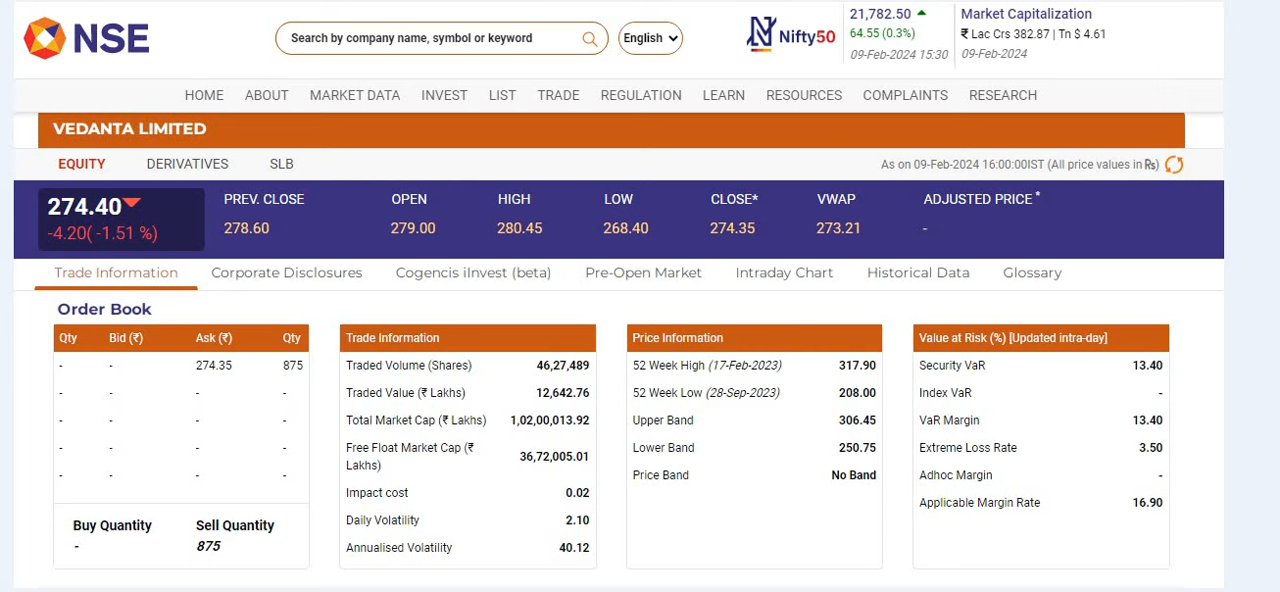 NSE
Search by company name, symbol or keyword
English
Nifty50
21,782.50
64.55 (0.3%)
09-Feb-2024 15:30
Market Capitalization
₹ Lac Crs 382.87 | Tn $ 4.61
09-Feb-2024
HOME ABOUT MARKET DATA INVEST LIST TRADE REGULATION LEARN RESOURCES COMPLAINTS RESEARCH
VEDANTA LIMITED
EQUITY DERIVATIVES SLB
As on 09-Feb-2024 16:00:00IST (All price values in ₨)
274.40
-4.20( -1.51 %)
PREV. CLOSE OPEN HIGH LOW CLOSE* VWAP ADJUSTED PRICE *
278.60 279.00 280.45 268.40 274.35 273.21 -
Trade Information Corporate Disclosures Cogencis iInvest (beta) Pre-Open Market Intraday Chart Historical Data Glossary
Order Book
Qty Bid (₹) Ask (₹) Qty
- - 274.35 875
- - - -
- - - -
- - - -
- - - -
Buy Quantity Sell Quantity
- 875
Trade Information
Traded Volume (Shares) 46,27,489
Traded Value (₹ Lakhs) 12,642.76
Total Market Cap (₹ Lakhs) 1,02,00,013.92
Free Float Market Cap (₹
Lakhs) 36,72,005.01
Impact cost 0.02
Daily Volatility 2.10
Annualised Volatility 40.12
Price Information
52 Week High (17-Feb-2023) 317.90
52 Week Low (28-Sep-2023) 208.00
Upper Band 306.45
Lower Band 250.75
Price Band No Band
Value at Risk (%) [Updated intra-day]
Security VaR 13.40
Index VaR -
VaR Margin 13.40
Extreme Loss Rate 3.50
Adhoc Margin -
Applicable Margin Rate 16.90